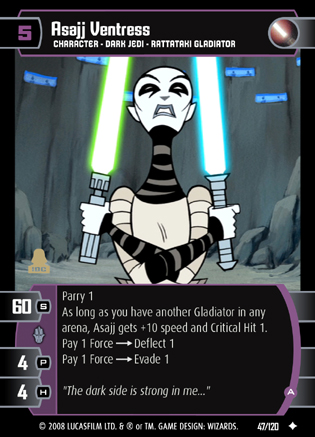 5
Asajj Ventress
CHARACTER - DARK JEDI - RATTATAKI GLADIATOR
60 S
4 P
4 H
Parry 1
As long as you have another Gladiator in any
arena, Asajj gets +10 speed and Critical Hit 1.
Pay 1 Force → Deflect 1
Pay 1 Force → Evade 1
"The dark side is strong in me..."
A
© 2008 LUCASFILM LTD. & ® or TM. GAME DESIGN: WIZARDS. 47/120